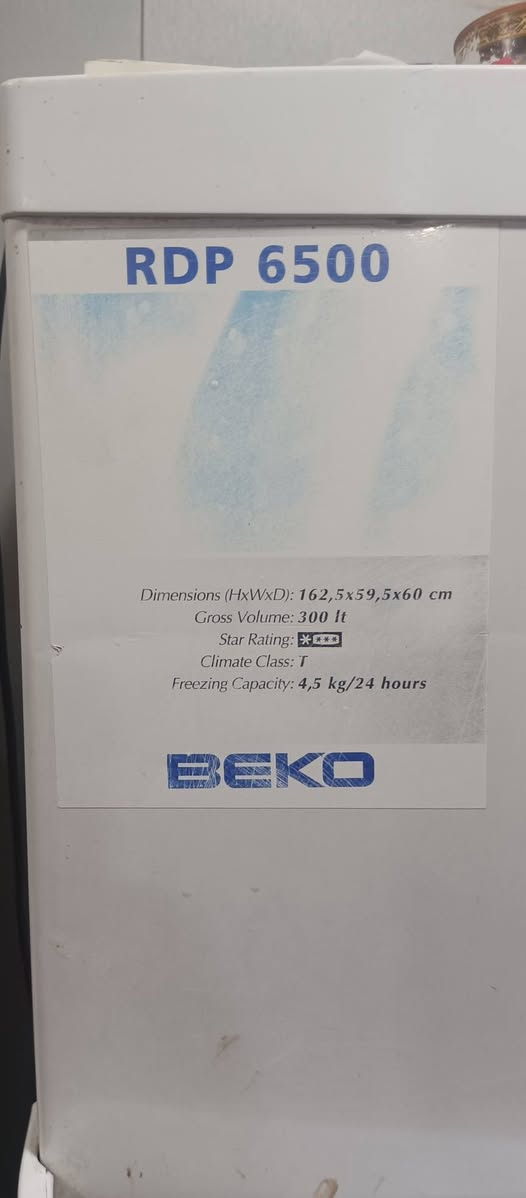 RDP 6500
Dimensions (HxWxD): 162,5x59,5x60 cm
Gross Volume: 300 lt
Star Rating: * ***
Climate Class: T
Freezing Capacity: 4,5 kg/24 hours
BEKO